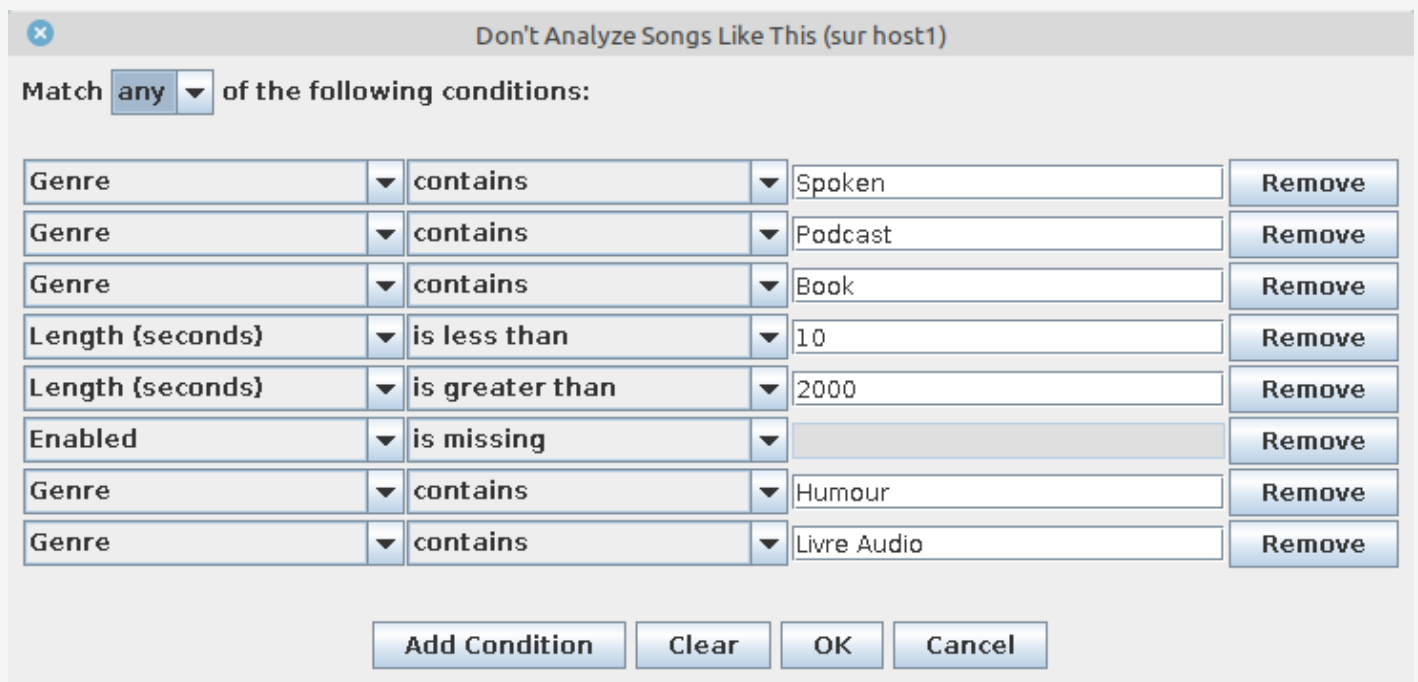 Don't Analyze Songs Like This (sur host1)
Match any of the following conditions:
Genre contains Spoken Remove
Genre contains Podcast Remove
Genre contains Book Remove
Length (seconds) is less than 10 Remove
Length (seconds) is greater than 2000 Remove
Enabled is missing Remove
Genre contains Humour Remove
Genre contains Livre Audio Remove
Add Condition Clear OK Cancel